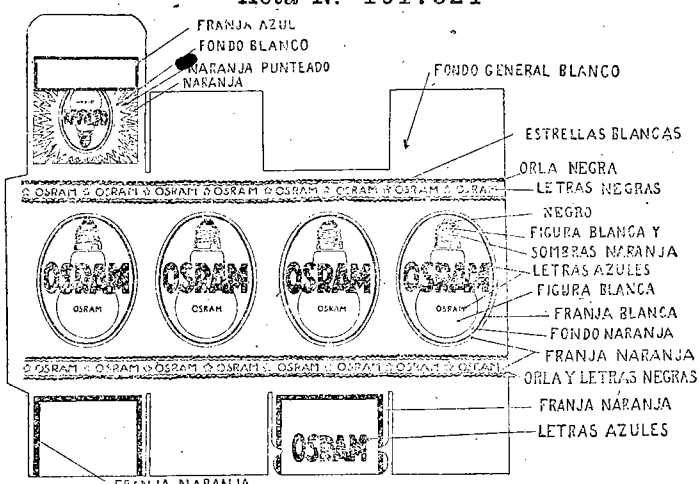 FRANJA AZUL
FONDO BLANCO
NARANJA PUNTEADO
NARANJA
FONDO GENERAL BLANCO
ESTRELLAS BLANCAS
ORLA NEGRA
OSRAM ☆ OSRAM ☆ OSRAM ☆ OSRAM ☆ OSRAM ☆ OSRAM ☆ OSRAM ☆ OSRAM
LETRAS NEGRAS
NEGRO
FIGURA BLANCA Y
SOMBRAS NARANJA
OSRAM OSRAM OSRAM OSRAM
LETRAS AZULES
FIGURA BLANCA
OSRAM OSRAM OSRAM OSRAM
FRANJA BLANCA
FONDO NARANJA
FRANJA NARANJA
OSRAM ☆ OSRAM ☆ OSRAM ☆ OSRAM ☆ OSRAM ☆ OSRAM ☆ OSRAM ☆ OSRAM
ORLA Y LETRAS NEGRAS
FRANJA NARANJA
LETRAS AZULES
OSRAM
FRANJA NARANJA